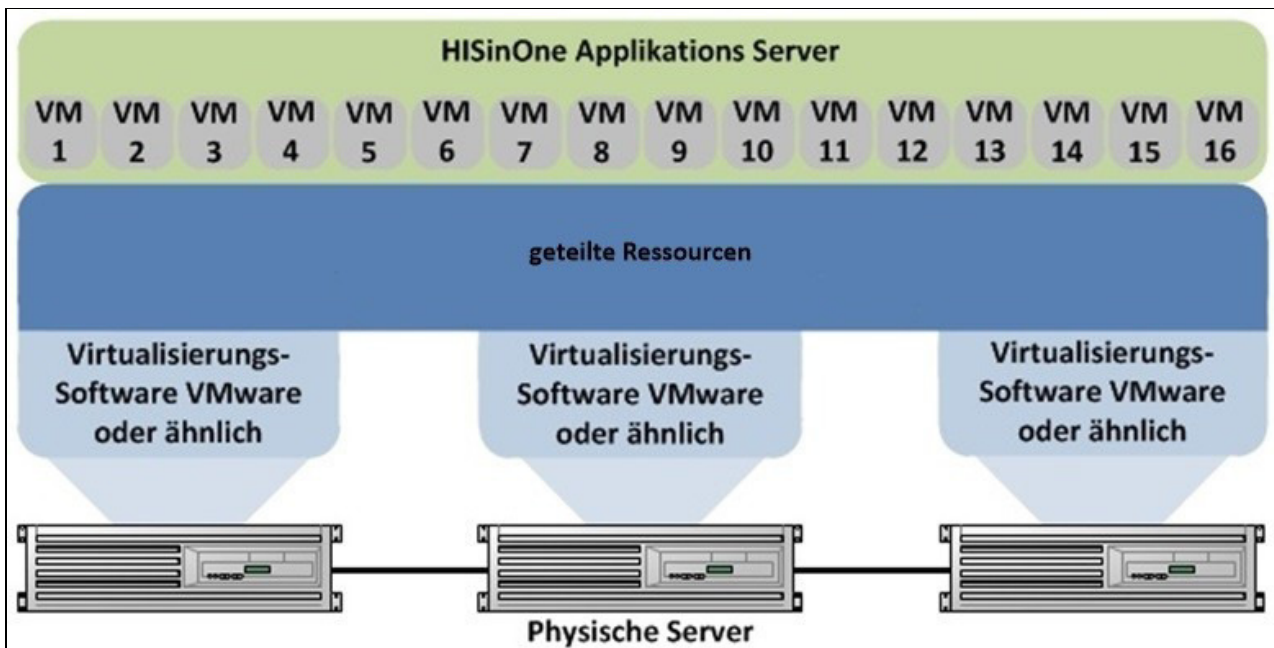 HISinOne Applikations Server
VM VM VM VM VM VM VM VM VM VM VM VM VM VM VM VM
1 2 3 4 5 6 7 8 9 10 11 12 13 14 15 16
geteilte Ressourcen
Virtualisierungs-
Software VMware
oder ähnlich
Virtualisierungs-
Software VMware
oder ähnlich
Virtualisierungs-
Software VMware
oder ähnlich
Physische Server